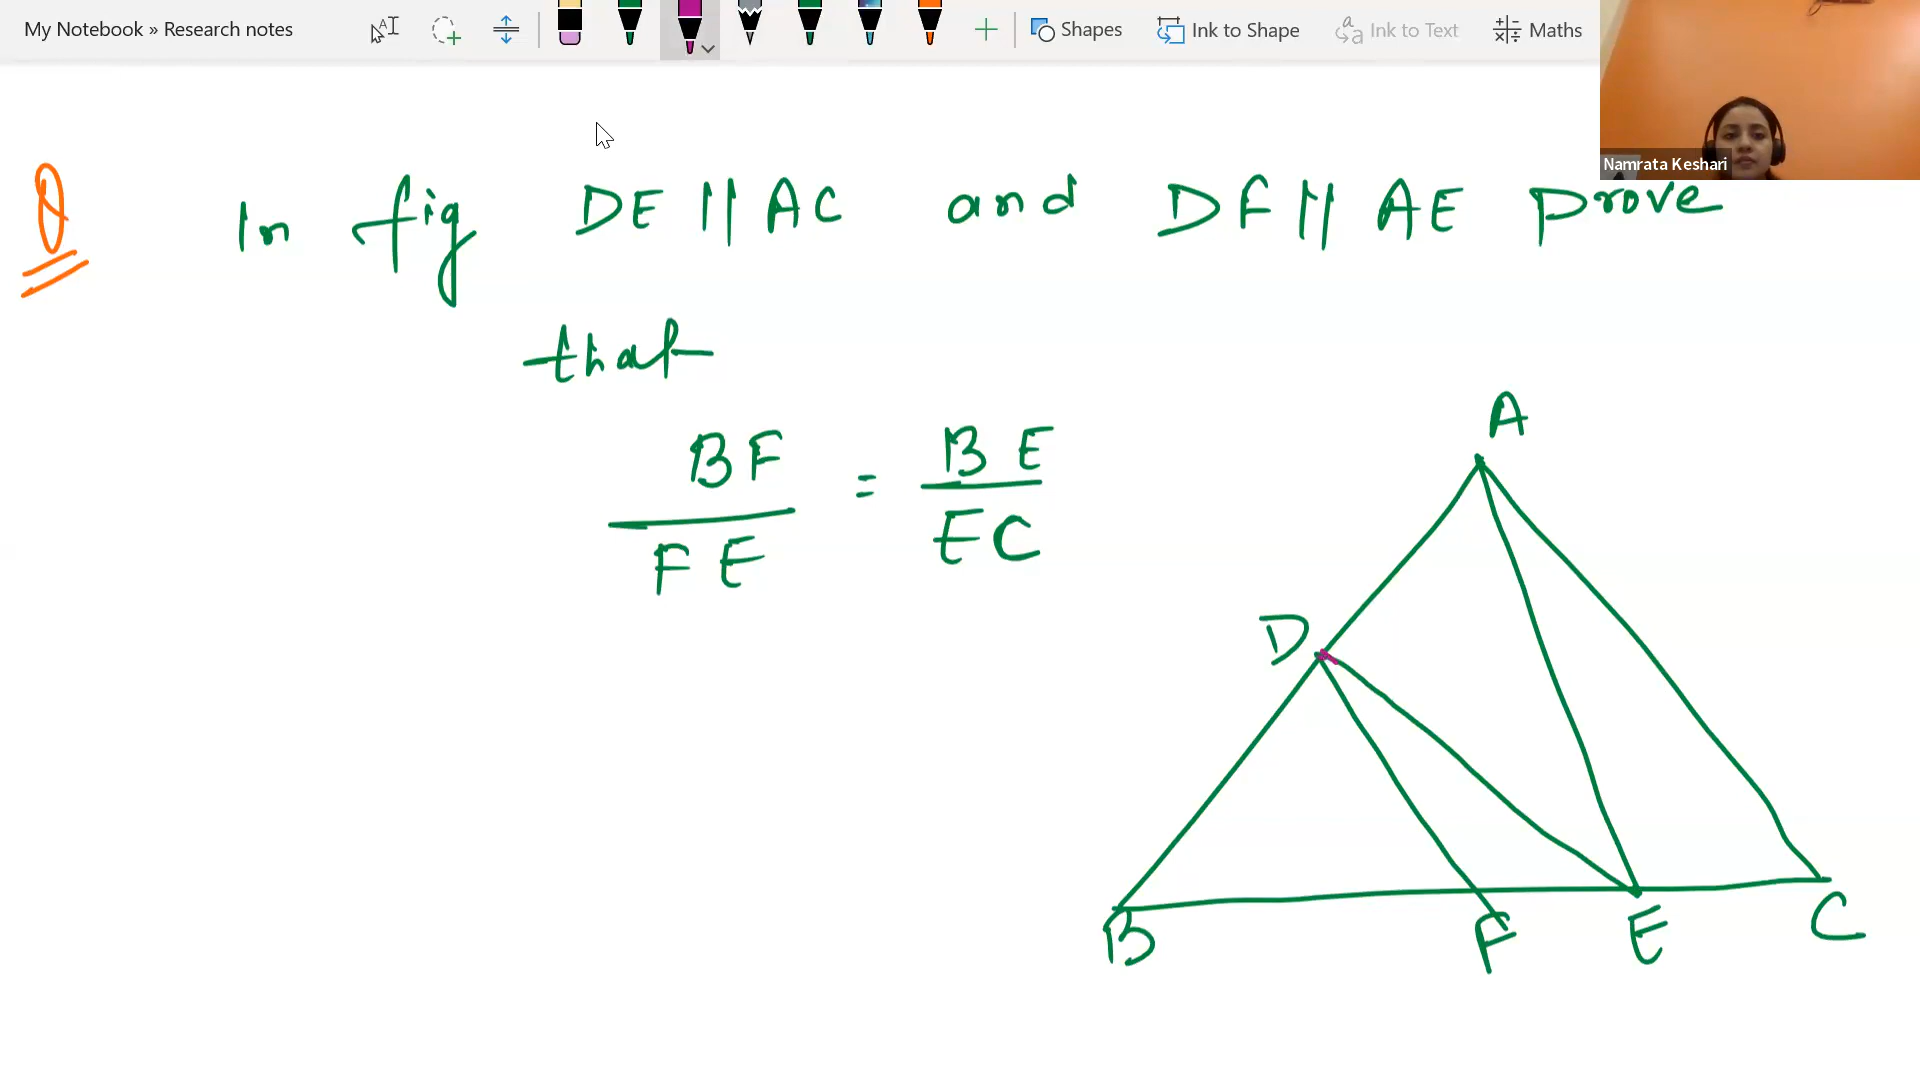 My Notebook » Research notes
Shapes
Ink to Shape
Ink to Text
Maths
Namrata Keshari
Q In fig DE || AC and DF || AE prove
that
BF = BE
FE EC
A
D
B F E C